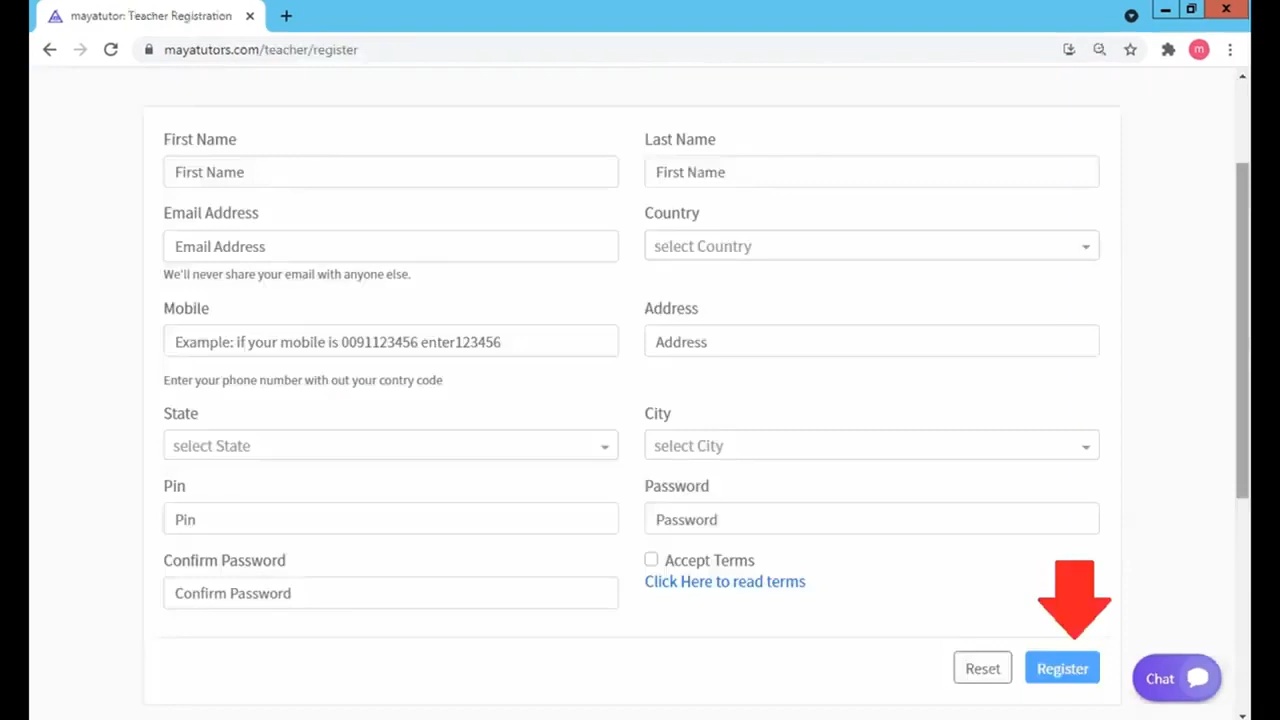 mayatutor: Teacher Registration
mayatutors.com/teacher/register
m
First Name
Last Name
First Name
First Name
Email Address
Country
Email Address
select Country
We'll never share your email with anyone else.
Mobile
Address
Example: if your mobile is 0091123456 enter123456
Address
Enter your phone number with out your contry code
State
City
select State
select City
Pin
Password
Pin
Password
Confirm Password
Accept Terms
Click Here to read terms
Confirm Password
Reset
Register
Chat